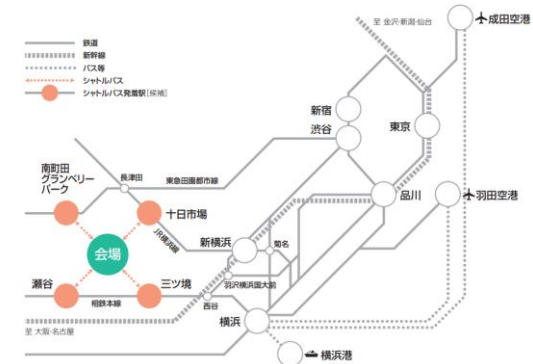 至 金沢・新潟・仙台
成田空港
鉄道
新幹線
バス等
シャトルバス
シャトルバス発着駅[候補]
新宿
渋谷
東京
南町田
グランベリー
パーク
長津田
東急田園都市線
十日市場
JR横浜線
品川
羽田空港
会場
新横浜
菊名
羽沢横浜国大前
瀬谷
相鉄本線
三ツ境
西谷
横浜
至 大阪・名古屋
横浜港